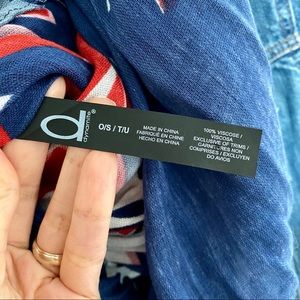 dynamite®
O/S / T/U
MADE IN CHINA
FABRIQUÉ EN CHINE
HECHO EN CHINA
100% VISCOSE /
VISCOSA
EXCLUSIVE OF TRIMS /
NON
COMPRISES / EXCLUYEN
DO AVIOS